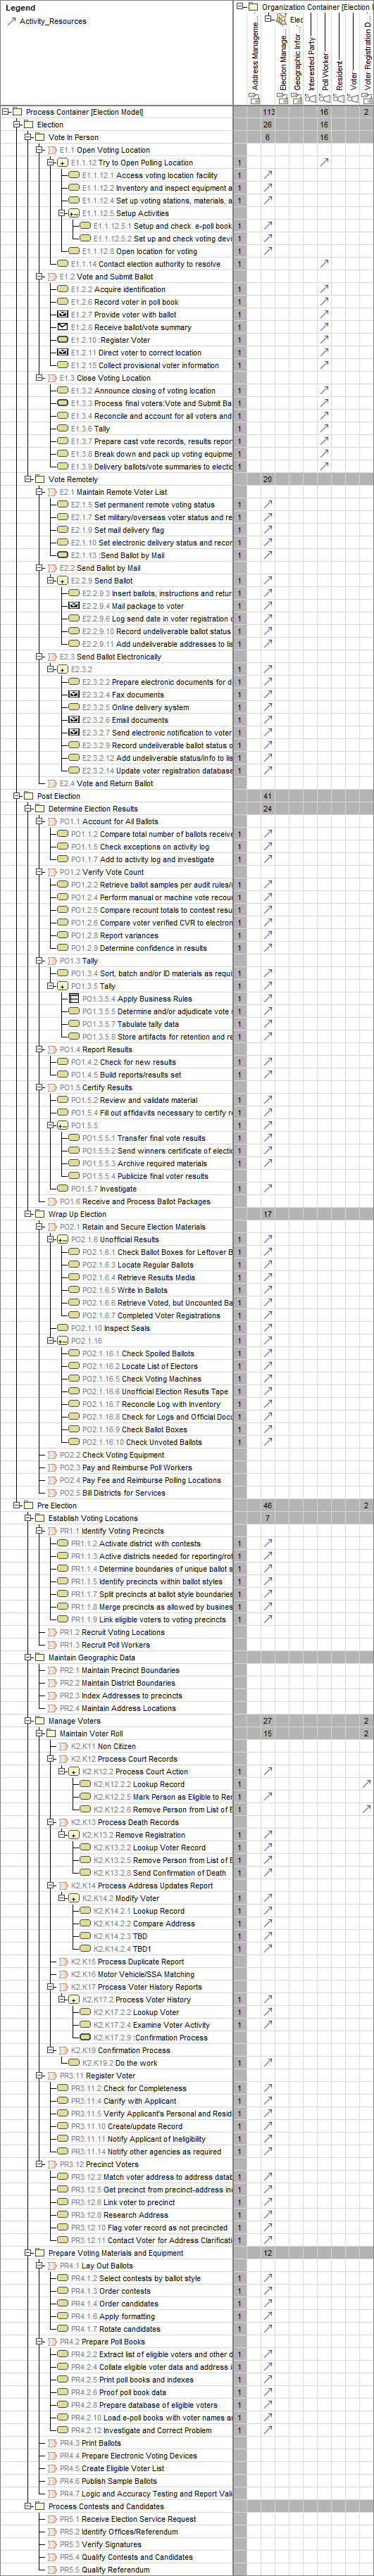 Legend
Activity_Resources
Organization Container [Election
Elec
Address Manageme...
Election Manage...
Geographic Infor...
Interested Party
Poll Worker
Resident
Voter
Voter Registration D...
Process Container [Election Model] 113 16 2
Election 26 16
Vote In Person 6 16
E1.1 Open Voting Location
E1.1.12 Try to Open Polling Location 1
E1.1.12.1 Access voting location facility 1
E1.1.12.2 Inventory and inspect equipment a 1
E1.1.12.4 Set up voting stations, materials, a 1
E1.1.12.5 Setup Activities
E1.1.12.5.1 Setup and check e-poll book 1
E1.1.12.5.2 Set up and check voting devi 1
E1.1.12.8 Open location for voting 1
E1.1.14 Contact election authority to resolve 1
E1.2 Vote and Submit Ballot
E1.2.2 Acquire identification 1
E1.2.6 Record voter in poll book 1
E1.2.7 Provide voter with ballot 1
E1.2.8 Receive ballot/vote summary 1
E1.2.10 :Register Voter 1
E1.2.11 Direct voter to correct location 1
E1.2.15 Collect provisional voter information 1
E1.3 Close Voting Location
E1.3.2 Announce closing of voting location 1
E1.3.3 Process final voters:Vote and Submit Ba 1
E1.3.4 Reconcile and account for all voters and 1
E1.3.6 Tally 1
E1.3.7 Prepare cast vote records, results repor 1
E1.3.8 Break down and pack up voting equipme 1
E1.3.9 Delivery ballots/vote summaries to electic 1
Vote Remotely 20
E2.1 Maintain Remote Voter List
E2.1.5 Set permanent remote voting status 1
E2.1.7 Set military/overseas voter status and re 1
E2.1.9 Set mail delivery flag 1
E2.1.10 Set electronic delivery status and recor 1
E2.1.13 :Send Ballot by Mail 1
E2.2 Send Ballot by Mail
E2.2.9 Send Ballot 1
E2.2.9.3 Insert ballots, instructions and retur 1
E2.2.9.4 Mail package to voter 1
E2.2.9.6 Log send date in voter registration 1
E2.2.9.10 Record undeliverable ballot status 1
E2.2.9.11 Add undeliverable addresses to lis 1
E2.3 Send Ballot Electronically
E2.3.2 1
E2.3.2.2 Prepare electronic documents for d 1
E2.3.2.4 Fax documents 1
E2.3.2.5 Online delivery system 1
E2.3.2.6 Email documents 1
E2.3.2.7 Send electronic notification to voter 1
E2.3.2.9 Record undeliverable ballot status o 1
E2.3.2.12 Add undeliverable status/info to li 1
E2.3.2.14 Update voter registration database 1
E2.4 Vote and Return Ballot
Post Election 41
Determine Election Results 24
PO1.1 Account for All Ballots
PO1.1.2 Compare total number of ballots receive 1
PO1.1.5 Check exceptions on activity log 1
PO1.1.7 Add to activity log and investigate 1
PO1.2 Verify Vote Count
PO1.2.2 Retrieve ballot samples per audit rules/ 1
PO1.2.4 Perform manual or machine vote recou 1
PO1.2.5 Compare recount totals to contest resu 1
PO1.2.6 Compare voter verified CVR to electron 1
PO1.2.8 Report variances 1
PO1.2.9 Determine confidence in results 1
PO1.3 Tally
PO1.3.4 Sort, batch and/or ID materials as requi 1
PO1.3.5 Tally 1
PO1.3.5.4 Apply Business Rules 1
PO1.3.5.5 Determine and/or adjudicate vote 1
PO1.3.5.7 Tabulate tally data 1
PO1.3.5.8 Store artifacts for retention and re 1
PO1.4 Report Results
PO1.4.2 Check for new results 1
PO1.4.5 Build reports/results set 1
PO1.5 Certify Results
PO1.5.2 Review and validate material 1
PO1.5.4 Fill out affidavits necessary to certify r 1
PO1.5.5 1
PO1.5.5.1 Transfer final vote results 1
PO1.5.5.2 Send winners certificate of electio 1
PO1.5.5.3 Archive required materials 1
PO1.5.5.4 Publicize final voter results
PO1.5.7 Investigate 1
PO1.6 Receive and Process Ballot Packages
Wrap Up Election 17
PO2.1 Retain and Secure Election Materials
PO2.1.6 Unofficial Results 1
PO2.1.6.1 Check Ballot Boxes for Leftover B 1
PO2.1.6.3 Locate Regular Ballots 1
PO2.1.6.4 Retrieve Results Media 1
PO2.1.6.5 Write In Ballots 1
PO2.1.6.6 Retrieve Voted, but Uncounted Ba 1
PO2.1.6.7 Completed Voter Registrations 1
PO2.1.10 Inspect Seals 1
PO2.1.16 1
PO2.1.16.1 Check Spoiled Ballots 1
PO2.1.16.2 Locate List of Electors 1
PO2.1.16.5 Check Voting Machines 1
PO2.1.16.6 Unofficial Election Results Tape 1
PO2.1.16.7 Reconcile Log with Inventory 1
PO2.1.16.8 Check for Logs and Official Docu 1
PO2.1.16.9 Check Ballot Boxes 1
PO2.1.16.10 Check Unvoted Ballots 1
PO2.2 Check Voting Equipment
PO2.3 Pay and Reimburse Poll Workers
PO2.4 Pay Fee and Reimburse Polling Locations
PO2.5 Bill Districts for Services
Pre Election 46 2
Establish Voting Locations 7
PR1.1 Identify Voting Precincts
PR1.1.2 Activate district with contests 1
PR1.1.3 Active districts needed for reporting/rot 1
PR1.1.4 Determine boundaries of unique ballot s 1
PR1.1.5 Identify precincts within ballot styles 1
PR1.1.7 Split precincts at ballot style boundaries 1
PR1.1.8 Merge precincts as allowed by busines 1
PR1.1.9 Link eligible voters to voting precincts 1
PR1.2 Recruit Voting Locations
PR1.3 Recruit Poll Workers
Maintain Geographic Data
PR2.1 Maintain Precinct Boundaries
PR2.2 Maintain District Boundaries
PR2.3 Index Addresses to precincts
PR2.4 Maintain Address Locations
Manage Voters 27 2
Maintain Voter Roll 15 2
K2.K11 Non Citizen
K2.K12 Process Court Records
K2.K12.2 Process Court Action 1
K2.K12.2.2 Lookup Record 1
K2.K12.2.5 Mark Person as Eligible to Rer 1
K2.K12.2.6 Remove Person from List of E 1
K2.K13 Process Death Records
K2.K13.2 Remove Registration 1
K2.K13.2.2 Lookup Voter Record 1
K2.K13.2.5 Remove Person from List of E 1
K2.K13.2.8 Send Confirmation of Death 1
K2.K14 Process Address Updates Report
K2.K14.2 Modify Voter 1
K2.K14.2.1 Lookup Record 1
K2.K14.2.2 Compare Address 1
K2.K14.2.3 TBD 1
K2.K14.2.4 TBD1 1
K2.K15 Process Duplicate Report
K2.K16 Motor Vehicle/SSA Matching
K2.K17 Process Voter History Reports
K2.K17.2 Process Voter History 1
K2.K17.2.2 Lookup Voter 1
K2.K17.2.4 Examine Voter Activity 1
K2.K17.2.9 :Confirmation Process
K2.K19 Confirmation Process
K2.K19.2 Do the work 1
PR3.11 Register Voter
PR3.11.2 Check for Completeness 1
PR3.11.4 Clarify with Applicant 1
PR3.11.5 Verify Applicant's Personal and Resid 1
PR3.11.10 Create/update Record 1
PR3.11.11 Notify Applicant of Ineligibility 1
PR3.11.14 Notify other agencies as required 1
PR3.12 Precinct Voters
PR3.12.2 Match voter address to address datab 1
PR3.12.5 Get precinct from precinct-address in 1
PR3.12.6 Link voter to precinct 1
PR3.12.8 Research Address 1
PR3.12.10 Flag voter record as not precincted 1
PR3.12.11 Contact Voter for Address Clarificati 1
Prepare Voting Materials and Equipment 12
PR4.1 Lay Out Ballots
PR4.1.2 Select contests by ballot style 1
PR4.1.3 Order contests 1
PR4.1.4 Order candidates 1
PR4.1.6 Apply formatting 1
PR4.1.7 Rotate candidates 1
PR4.2 Prepare Poll Books
PR4.2.2 Extract list of eligible voters and other d 1
PR4.2.4 Collate eligible voter data and address i 1
PR4.2.5 Print poll books and indexes 1
PR4.2.6 Proof poll book data 1
PR4.2.8 Prepare database of eligible voters 1
PR4.2.10 Load e-poll books with voter names a 1
PR4.2.12 Investigate and Correct Problem 1
PR4.3 Print Ballots
PR4.4 Prepare Electronic Voting Devices
PR4.5 Create Eligible Voter List
PR4.6 Publish Sample Ballots
PR4.7 Logic and Accuracy Testing and Report Vali
Process Contests and Candidates
PR5.1 Receive Election Service Request
PR5.2 Identify Offices/Referendum
PR5.3 Verify Signatures
PR5.4 Qualify Contests and Candidates
PR5.5 Qualify Referendum